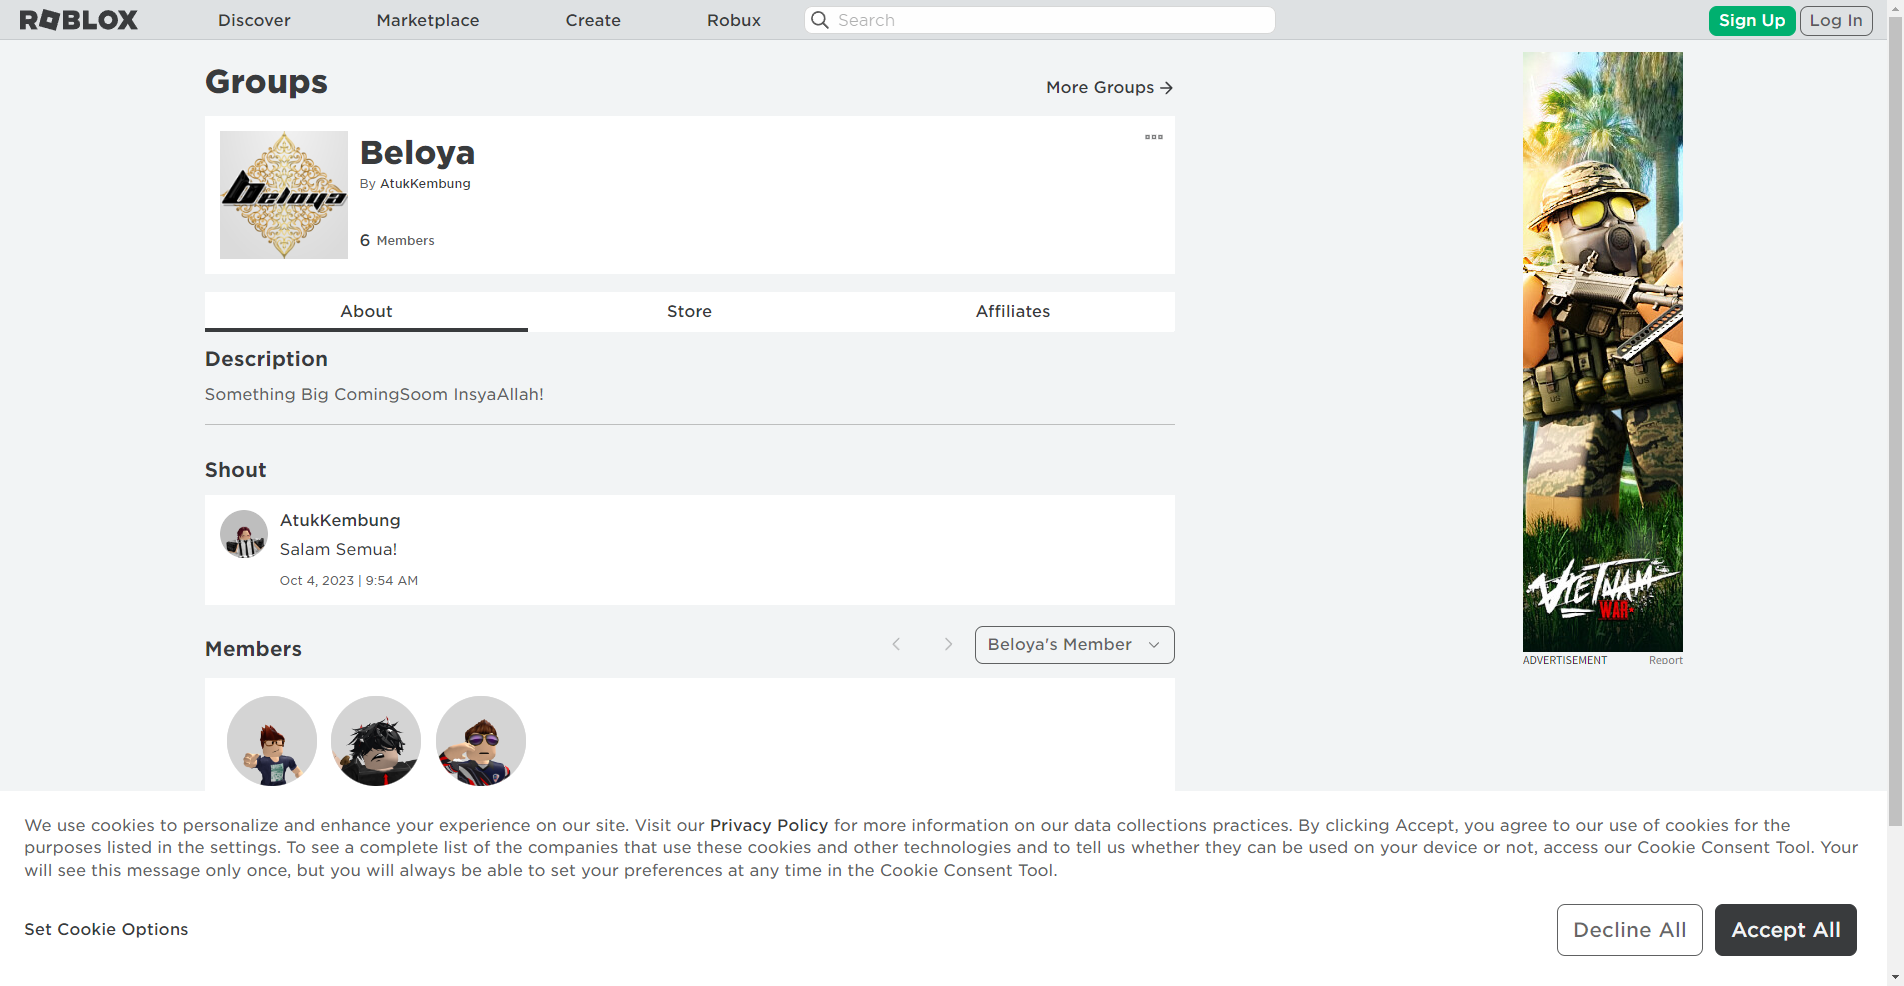 ROBLOX
Discover
Marketplace
Create
Robux
Search
Sign Up
Log In
Groups
More Groups
Beloya
Beloya
By AtukKembung
6 Members
About
Store
Affiliates
Description
Something Big ComingSoom InsyaAllah!
Shout
AtukKembung
Salam Semua!
Oct 4, 2023 | 9:54 AM
Members
Beloya's Member
US
US
VIETNAM
WAR
ADVERTISEMENT
Report
We use cookies to personalize and enhance your experience on our site. Visit our Privacy Policy for more information on our data collections practices. By clicking Accept, you agree to our use of cookies for the
purposes listed in the settings. To see a complete list of the companies that use these cookies and other technologies and to tell us whether they can be used on your device or not, access our Cookie Consent Tool. Your
will see this message only once, but you will always be able to set your preferences at any time in the Cookie Consent Tool.
Set Cookie Options
Decline All
Accept All